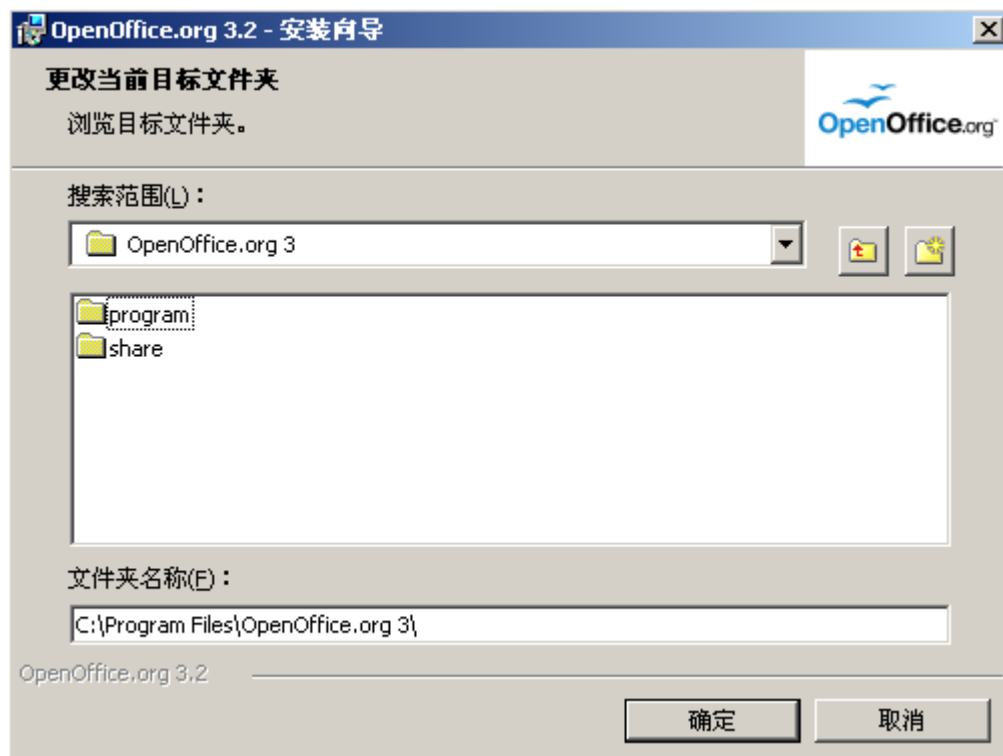 OpenOffice.org 3.2 - 安装向导
更改当前目标文件夹
浏览目标文件夹。
OpenOffice.org
搜索范围(L)：
OpenOffice.org 3
program
share
文件夹名称(F)：
C:\Program Files\OpenOffice.org 3\
OpenOffice.org 3.2
确定 取消